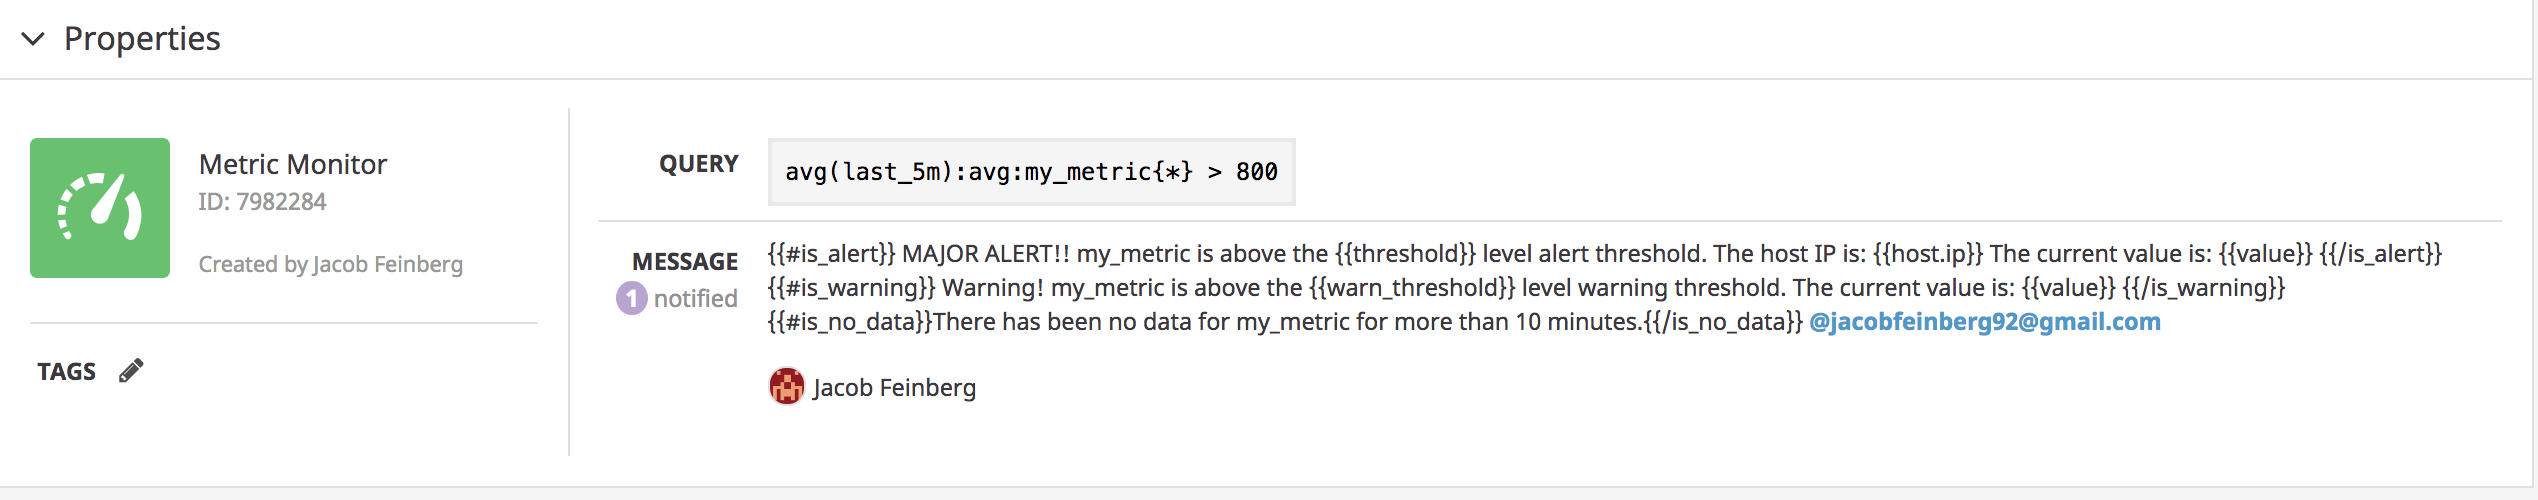 Properties
Metric Monitor
ID: 7982284
Created by Jacob Feinberg
TAGS
QUERY
avg(last_5m):avg:my_metric{*} > 800
MESSAGE
1 notified
{{#is_alert}} MAJOR ALERT!! my_metric is above the {{threshold}} level alert threshold. The host IP is: {{host.ip}} The current value is: {{value}} {{/is_alert}}
{{#is_warning}} Warning! my_metric is above the {{warn_threshold}} level warning threshold. The current value is: {{value}} {{/is_warning}}
{{#is_no_data}}There has been no data for my_metric for more than 10 minutes.{{/is_no_data}} @jacobfeinberg92@gmail.com
Jacob Feinberg